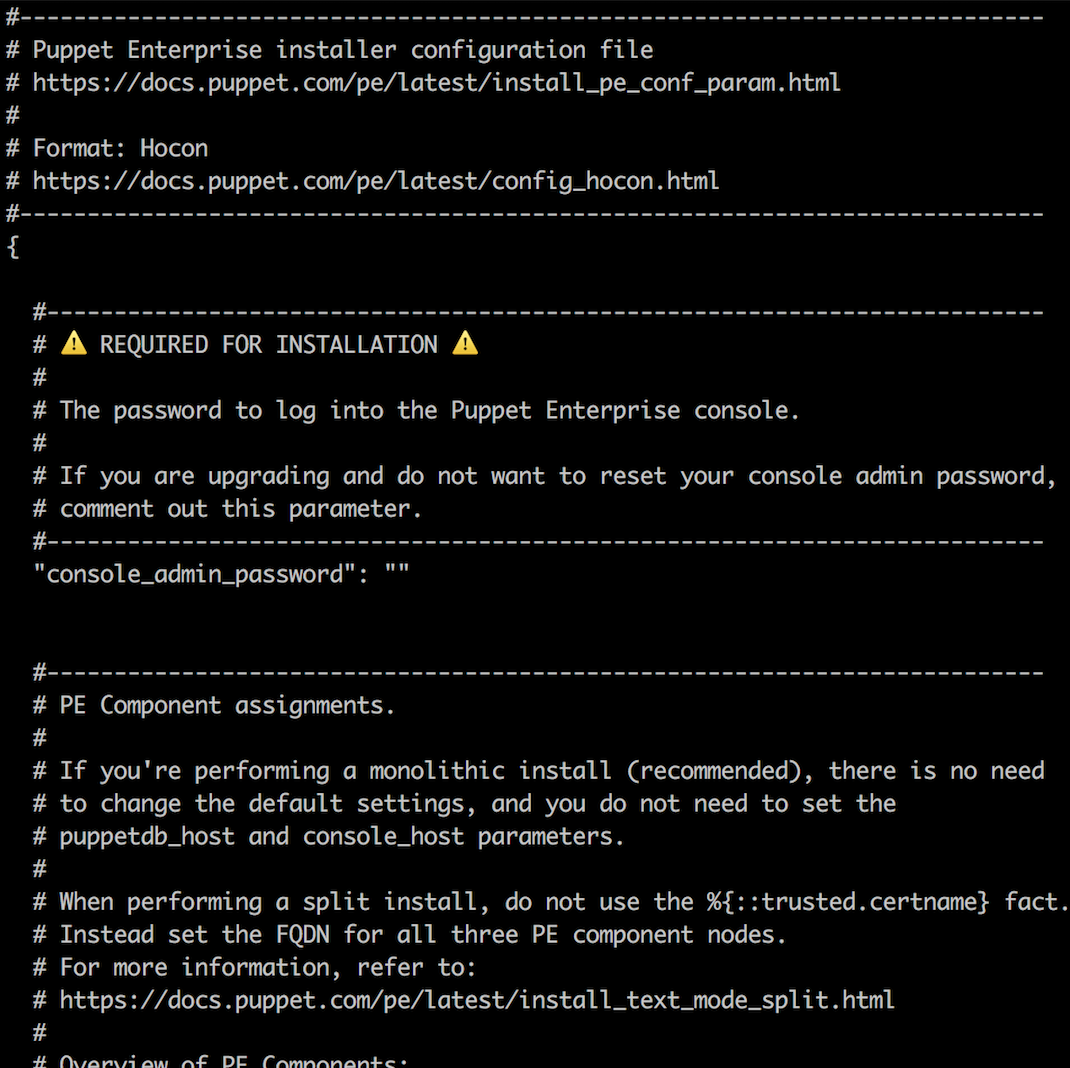 #----------------------------------------------------------------------------
# Puppet Enterprise installer configuration file
# https://docs.puppet.com/pe/latest/install_pe_conf_param.html
#
# Format: Hocon
# https://docs.puppet.com/pe/latest/config_hocon.html
#----------------------------------------------------------------------------
{
#--------------------------------------------------------------------------
# ⚠️ REQUIRED FOR INSTALLATION ⚠️
#
# The password to log into the Puppet Enterprise console.
#
# If you are upgrading and do not want to reset your console admin password,
# comment out this parameter.
#--------------------------------------------------------------------------
"console_admin_password": ""
#--------------------------------------------------------------------------
# PE Component assignments.
#
# If you're performing a monolithic install (recommended), there is no need
# to change the default settings, and you do not need to set the
# puppetdb_host and console_host parameters.
#
# When performing a split install, do not use the %{::trusted.certname} fact.
# Instead set the FQDN for all three PE component nodes.
# For more information, refer to:
# https://docs.puppet.com/pe/latest/install_text_mode_split.html
#
# Overview of PE Components: